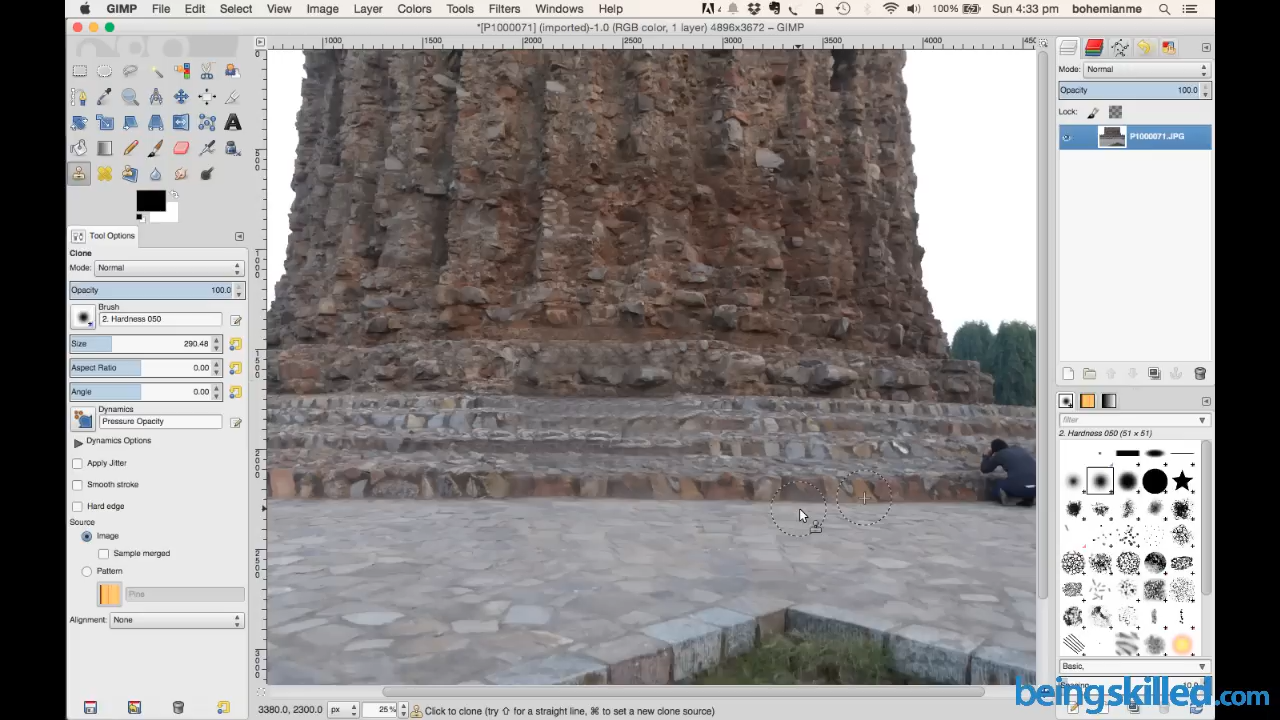 GIMP File Edit Select View Image Layer Colors Tools Filters Windows Help 4 100% Sun 4:33 pm bohemianme
*[P1000071] (imported)-1.0 (RGB color, 1 layer) 4896x3672 – GIMP
1000 1500 2000 2500 3000 3500 4000
Tool Options
Clone
Mode: Normal
Opacity 100.0
Brush
2. Hardness 050
Size 290.48
Aspect Ratio 0.00
Angle 0.00
Dynamics
Pressure Opacity
Dynamics Options
Apply Jitter
Smooth stroke
Hard edge
Source
Image
Sample merged
Pattern
Pine
Alignment: None
Mode: Normal
Opacity 100.0
Lock:
P1000071.JPG
filter
2. Hardness 050 (51 × 51)
Basic,
Spacing 10.0
3380.0, 2300.0 px 25% Click to clone (try ⇧ for a straight line, ⌘ to set a new clone source)
beingskilled.com